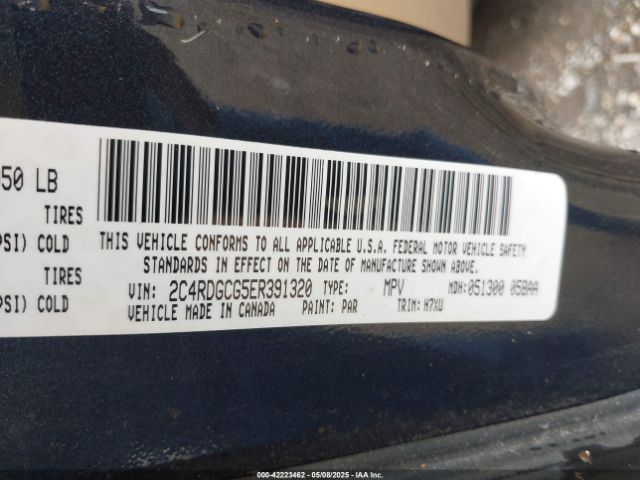 50 LB
TIRES
PSI) COLD
TIRES
PSI) COLD
THIS VEHICLE CONFORMS TO ALL APPLICABLE U.S.A. FEDERAL MOTOR VEHICLE SAFETY
STANDARDS IN EFFECT ON THE DATE OF MANUFACTURE SHOWN ABOVE.
VIN: 2C4RDGCG5ER391320 TYPE: MPV MDH: 051300 05BAA
VEHICLE MADE IN CANADA PAINT: PAR TRIM: H7XU
000-42223462 - 05/08/2025 - IAA Inc.